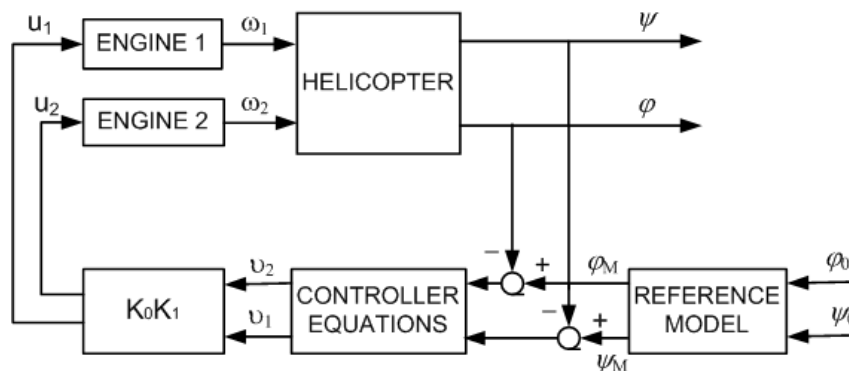 u1 ENGINE 1 ω1 ψ
HELICOPTER
u2 ENGINE 2 ω2 φ
− + φM φ0
υ2
K0K1 CONTROLLER EQUATIONS REFERENCE MODEL
− + ψ0
υ1 ψM